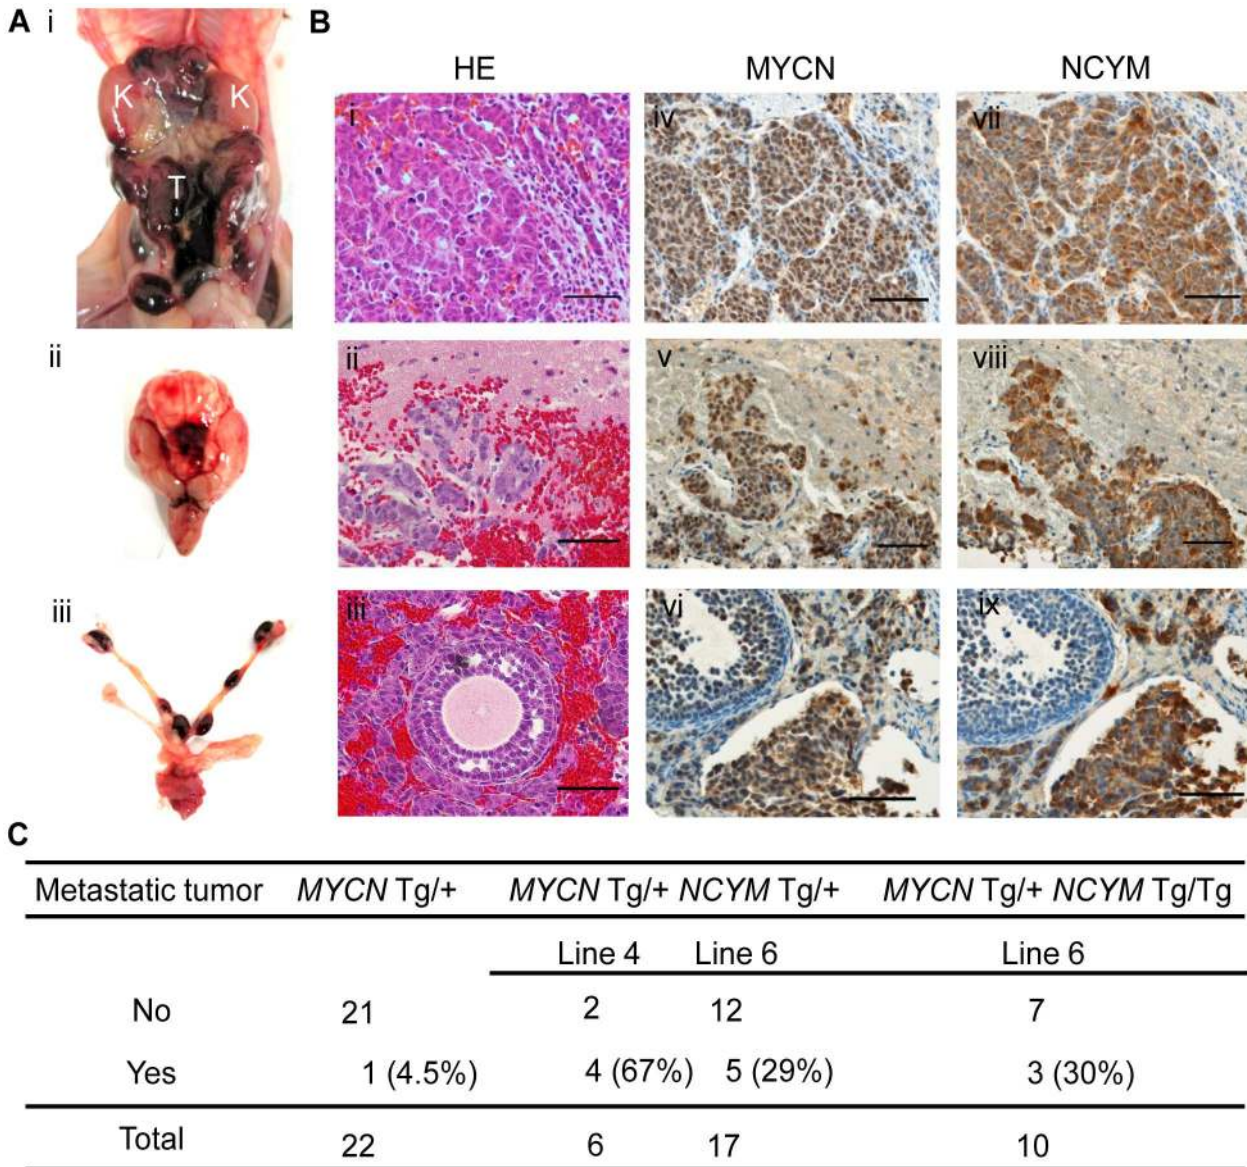 A i
B
HE MYCN NCYM
K K
T
i iv vii
ii
ii v viii
iii
iii vi ix
C
Metastatic tumor MYCN Tg/+ MYCN Tg/+ NCYM Tg/+ MYCN Tg/+ NCYM Tg/Tg
Line 4 Line 6 Line 6
No 21 2 12 7
Yes 1 (4.5%) 4 (67%) 5 (29%) 3 (30%)
Total 22 6 17 10